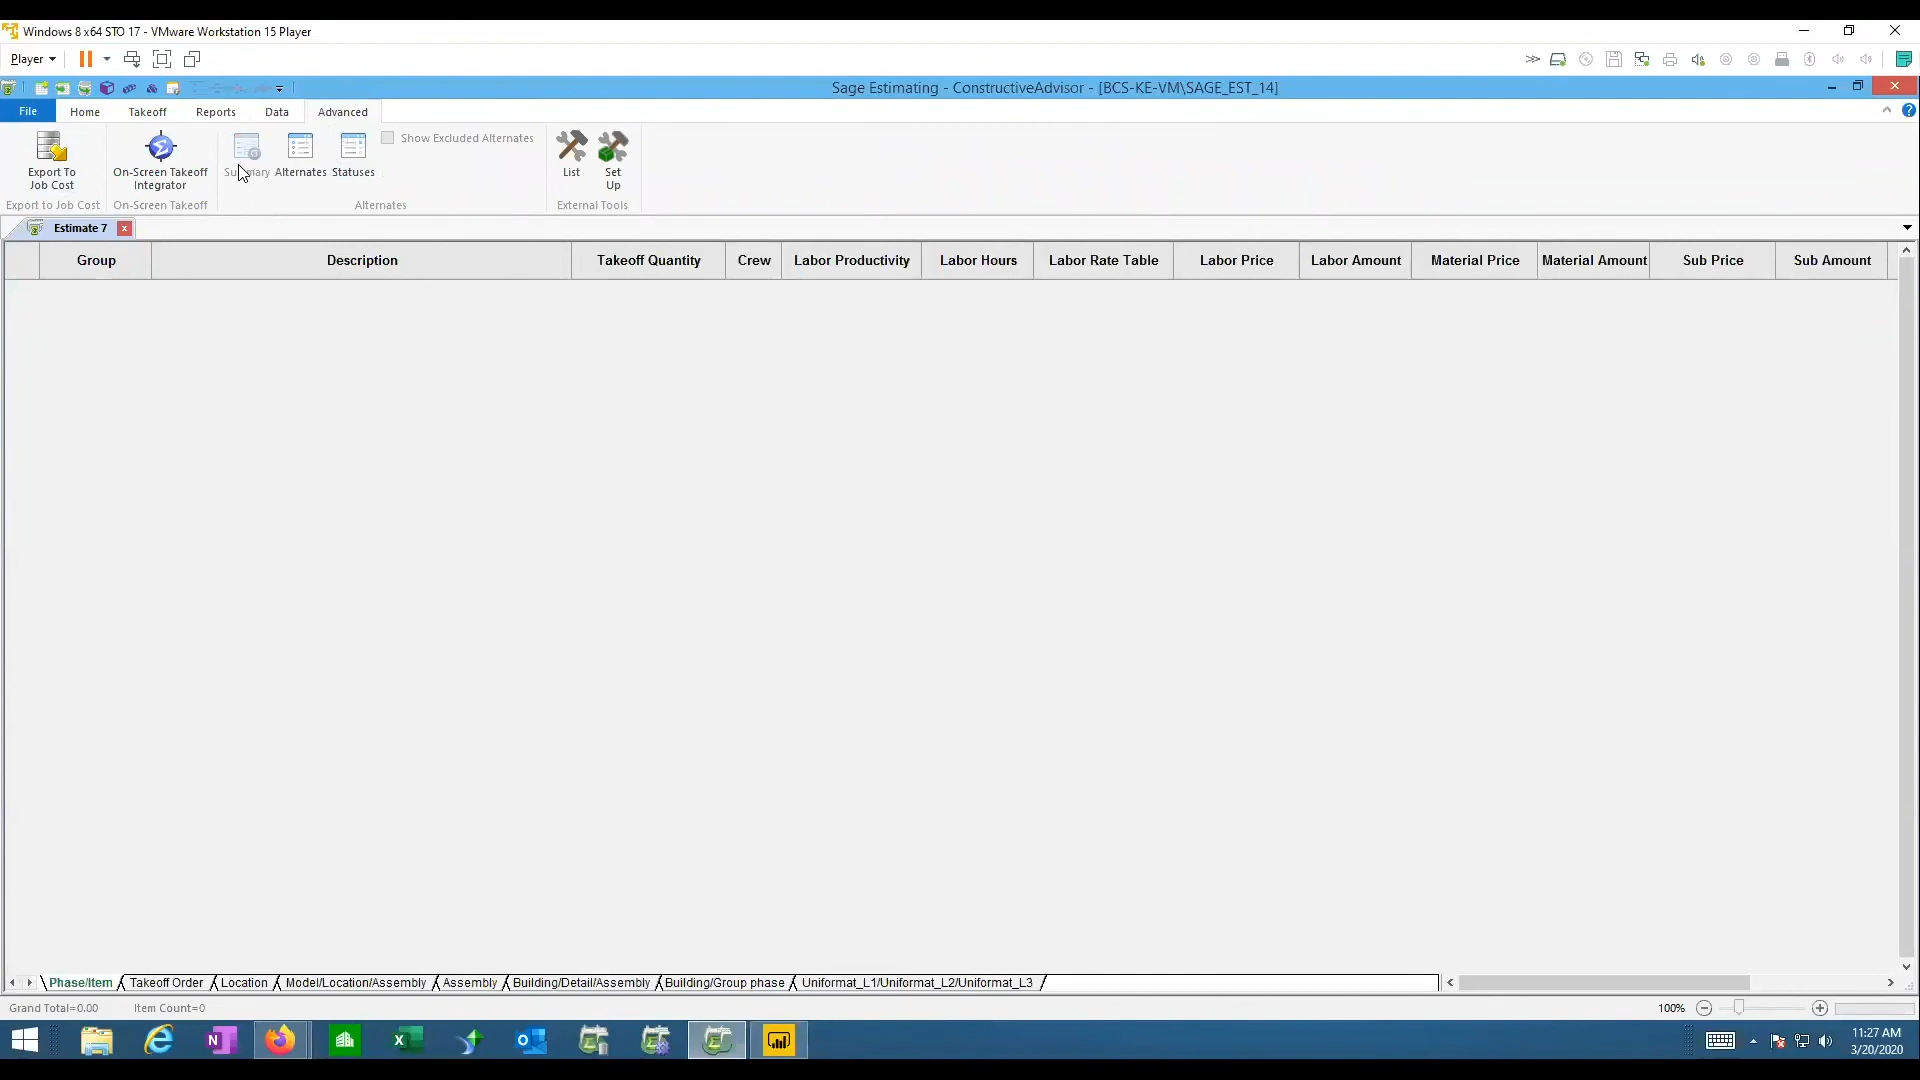 Windows 8 x64 STO 17 - VMware Workstation 15 Player
Player
Sage Estimating - ConstructiveAdvisor - [BCS-KE-VM\SAGE_EST_14]
File Home Takeoff Reports Data Advanced
Export To Job Cost
On-Screen Takeoff Integrator
Summary Alternates Statuses
Show Excluded Alternates
List
Set Up
Export to Job Cost On-Screen Takeoff Alternates External Tools
Estimate 7
Group Description Takeoff Quantity Crew Labor Productivity Labor Hours Labor Rate Table Labor Price Labor Amount Material Price Material Amount Sub Price Sub Amount
Phase/Item Takeoff Order Location Model/Location/Assembly Assembly Building/Detail/Assembly Building/Group phase Uniformat_L1/Uniformat_L2/Uniformat_L3
Grand Total=0.00 Item Count=0 100%
11:27 AM
3/20/2020